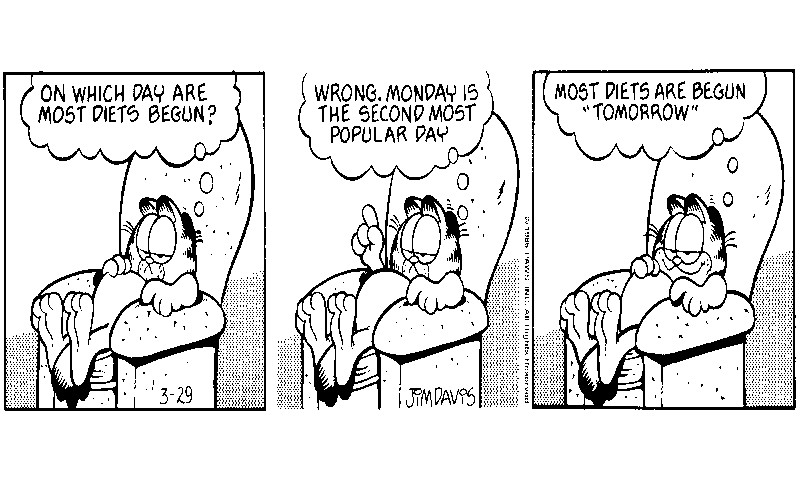 ON WHICH DAY ARE
MOST DIETS BEGUN?
3-29
WRONG. MONDAY IS
THE SECOND MOST
POPULAR DAY
JIM DAVIS
MOST DIETS ARE BEGUN
"TOMORROW"